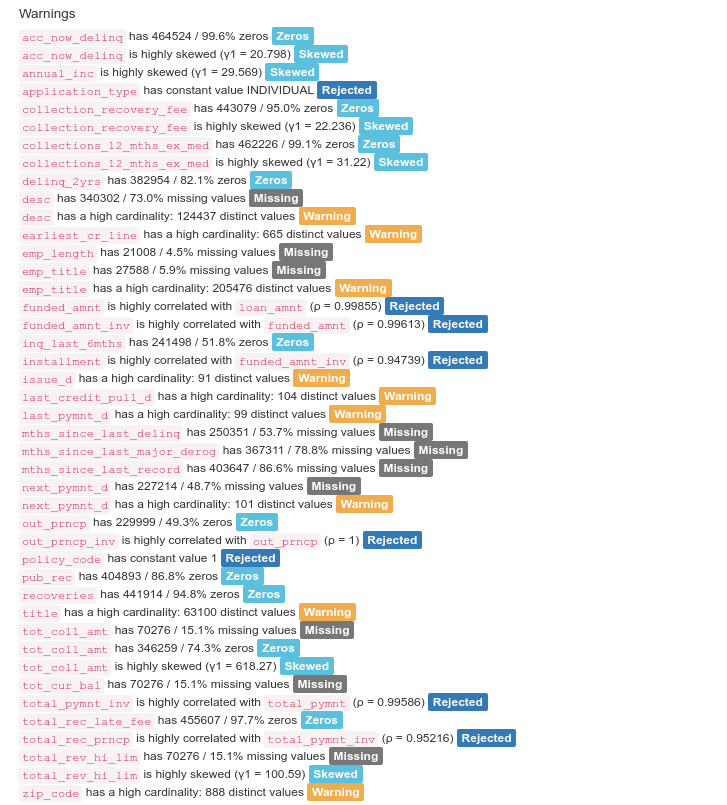 Warnings
acc_now_delinq has 464524 / 99.6% zeros Zeros
acc_now_delinq is highly skewed (γ1 = 20.798) Skewed
annual_inc is highly skewed (γ1 = 29.569) Skewed
application_type has constant value INDIVIDUAL Rejected
collection_recovery_fee has 443079 / 95.0% zeros Zeros
collection_recovery_fee is highly skewed (γ1 = 22.236) Skewed
collections_12_mths_ex_med has 462226 / 99.1% zeros Zeros
collections_12_mths_ex_med is highly skewed (γ1 = 31.22) Skewed
delinq_2yrs has 382954 / 82.1% zeros Zeros
desc has 340302 / 73.0% missing values Missing
desc has a high cardinality: 124437 distinct values Warning
earliest_cr_line has a high cardinality: 665 distinct values Warning
emp_length has 21008 / 4.5% missing values Missing
emp_title has 27588 / 5.9% missing values Missing
emp_title has a high cardinality: 205476 distinct values Warning
funded_amnt is highly correlated with loan_amnt (ρ = 0.99855) Rejected
funded_amnt_inv is highly correlated with funded_amnt (ρ = 0.99613) Rejected
inq_last_6mths has 241498 / 51.8% zeros Zeros
installment is highly correlated with funded_amnt_inv (ρ = 0.94739) Rejected
issue_d has a high cardinality: 91 distinct values Warning
last_credit_pull_d has a high cardinality: 104 distinct values Warning
last_pymnt_d has a high cardinality: 99 distinct values Warning
mths_since_last_delinq has 250351 / 53.7% missing values Missing
mths_since_last_major_derog has 367311 / 78.8% missing values Missing
mths_since_last_record has 403647 / 86.6% missing values Missing
next_pymnt_d has 227214 / 48.7% missing values Missing
next_pymnt_d has a high cardinality: 101 distinct values Warning
out_prncp has 229999 / 49.3% zeros Zeros
out_prncp_inv is highly correlated with out_prncp (ρ = 1) Rejected
policy_code has constant value 1 Rejected
pub_rec has 404893 / 86.8% zeros Zeros
recoveries has 441914 / 94.8% zeros Zeros
title has a high cardinality: 63100 distinct values Warning
tot_coll_amt has 70276 / 15.1% missing values Missing
tot_coll_amt has 346259 / 74.3% zeros Zeros
tot_coll_amt is highly skewed (γ1 = 618.27) Skewed
tot_cur_bal has 70276 / 15.1% missing values Missing
total_pymnt_inv is highly correlated with total_pymnt (ρ = 0.99586) Rejected
total_rec_late_fee has 455607 / 97.7% zeros Zeros
total_rec_prncp is highly correlated with total_pymnt_inv (ρ = 0.95216) Rejected
total_rev_hi_lim has 70276 / 15.1% missing values Missing
total_rev_hi_lim is highly skewed (γ1 = 100.59) Skewed
zip_code has a high cardinality: 888 distinct values Warning